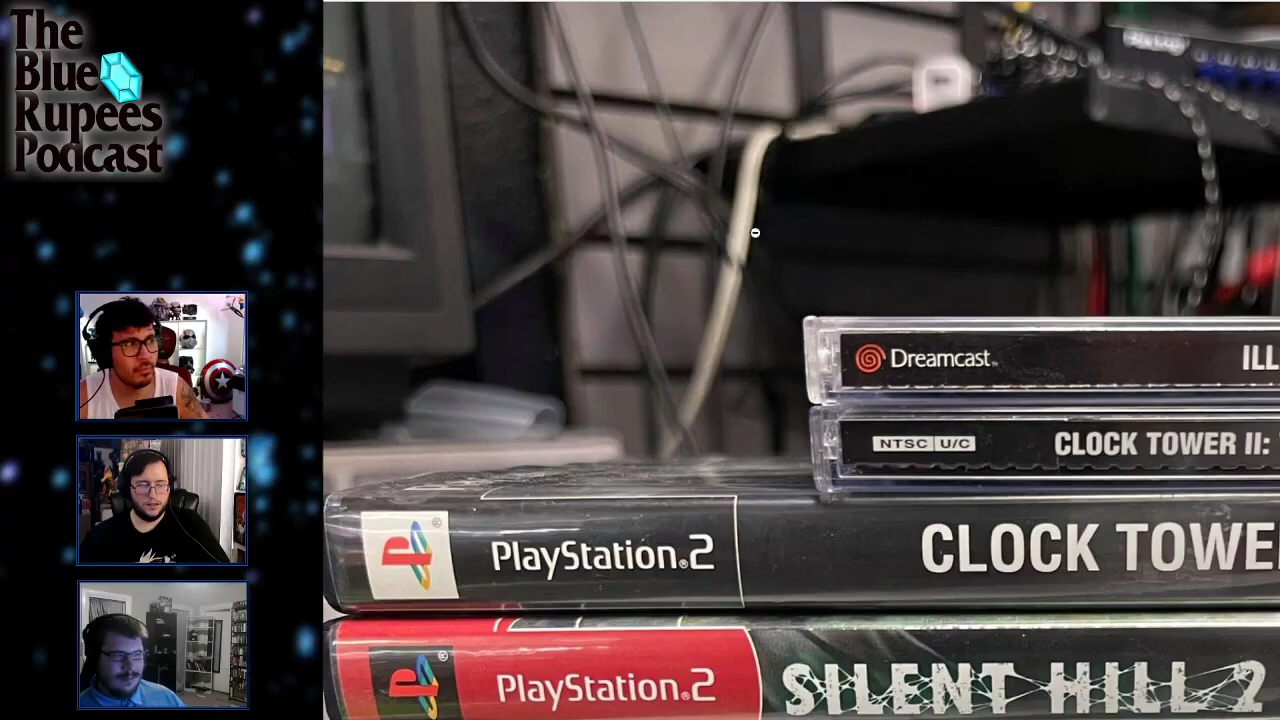 The
Blue
Rupees
Podcast
Dreamcast
ILL
NTSC U/C
CLOCK TOWER II:
PlayStation®2
CLOCK TOWE
PlayStation®2
SILENT HILL 2